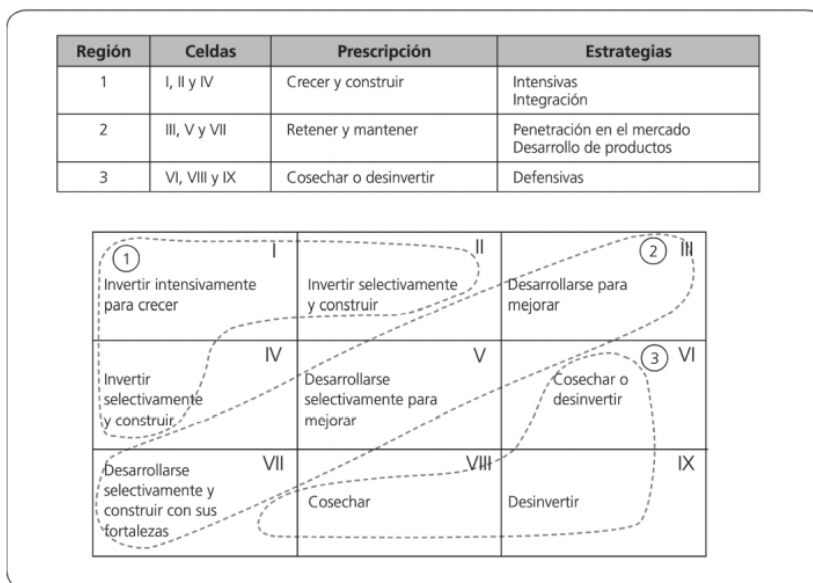 Región Celdas Prescripción Estrategias
1 I, II y IV Crecer y construir Intensivas
Integración
2 III, V y VII Retener y mantener Penetración en el mercado
Desarrollo de productos
3 VI, VIII y IX Cosechar o desinvertir Defensivas
1 I
Invertir intensivamente
para crecer
II
Invertir selectivamente
y construir
2 III
Desarrollarse para
mejorar
IV
Invertir
selectivamente
y construir
V
Desarrollarse
selectivamente para
mejorar
3 VI
Cosechar o
desinvertir
VII
Desarrollarse
selectivamente y
construir con sus
fortalezas
VIII
Cosechar
IX
Desinvertir